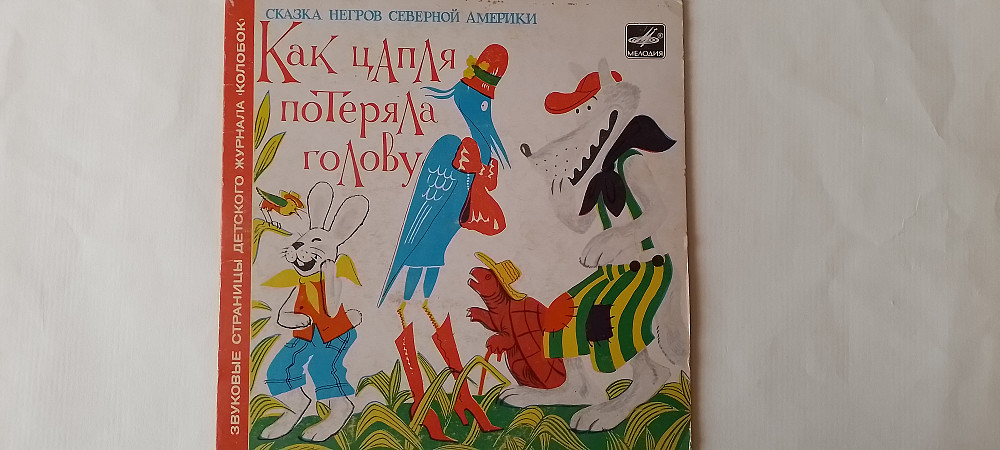 СКАЗКА НЕГРОВ СЕВЕРНОЙ АМЕРИКИ
Как цапля
потеряла
голову
®
МЕЛОДИЯ
ЗВУКОВЫЕ СТРАНИЦЫ ДЕТСКОГО ЖУРНАЛА «КОЛОБОК»